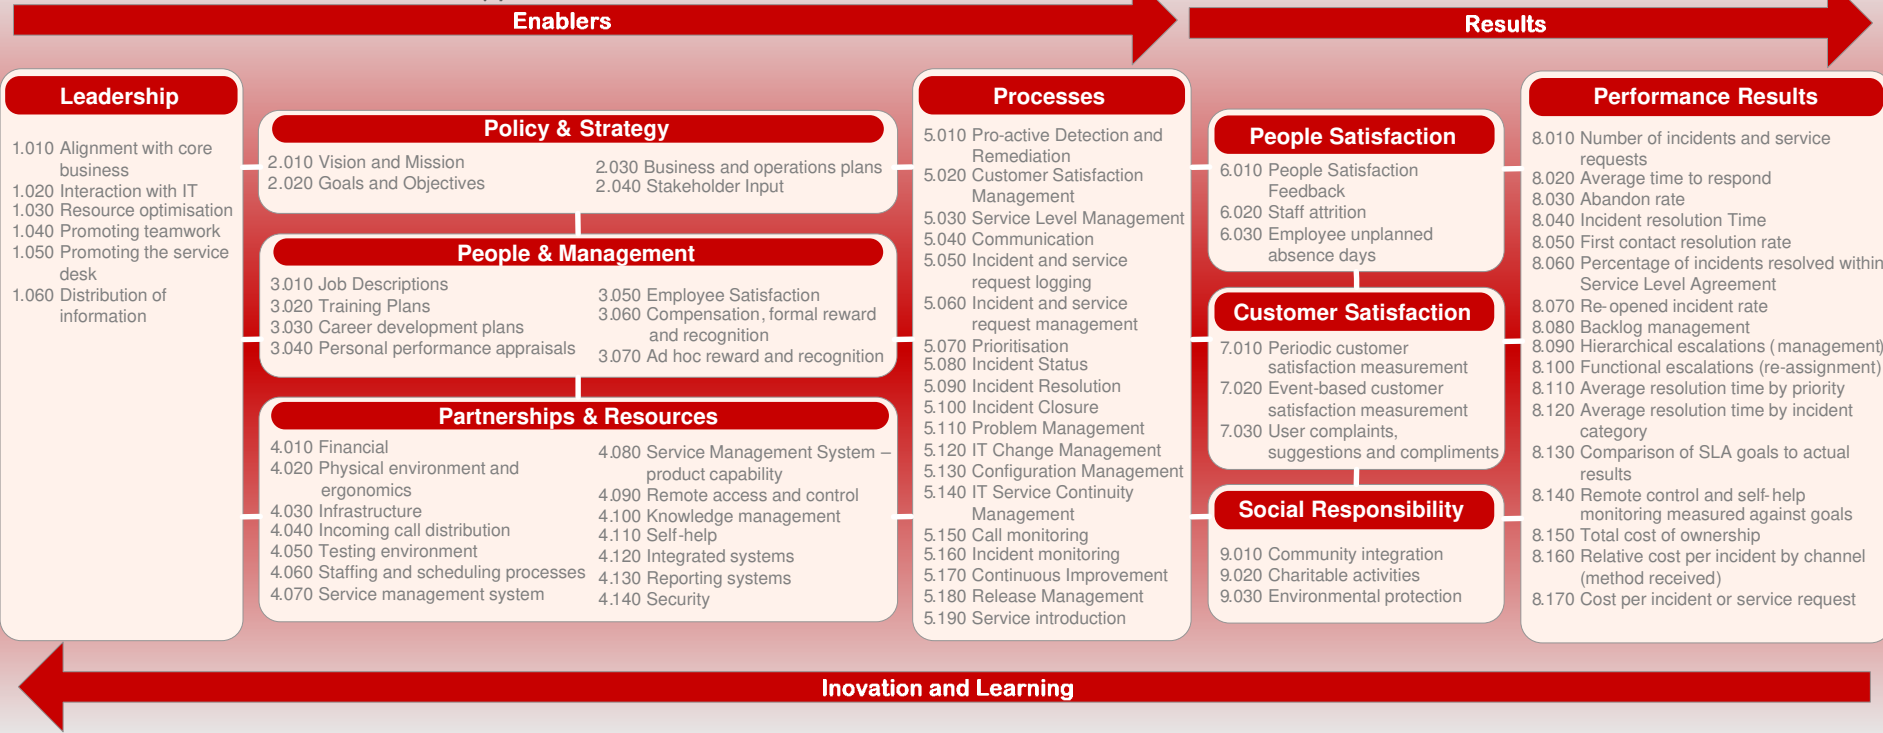 Enablers
Results
Leadership
1.010 Alignment with core
business
1.020 Interaction with IT
1.030 Resource optimisation
1.040 Promoting teamwork
1.050 Promoting the service
desk
1.060 Distribution of
information
Policy & Strategy
2.010 Vision and Mission
2.020 Goals and Objectives
2.030 Business and operations plans
2.040 Stakeholder Input
People & Management
3.010 Job Descriptions
3.020 Training Plans
3.030 Career development plans
3.040 Personal performance appraisals
3.050 Employee Satisfaction
3.060 Compensation, formal reward
and recognition
3.070 Ad hoc reward and recognition
Partnerships & Resources
4.010 Financial
4.020 Physical environment and
ergonomics
4.030 Infrastructure
4.040 Incoming call distribution
4.050 Testing environment
4.060 Staffing and scheduling processes
4.070 Service management system
4.080 Service Management System –
product capability
4.090 Remote access and control
4.100 Knowledge management
4.110 Self-help
4.120 Integrated systems
4.130 Reporting systems
4.140 Security
Processes
5.010 Pro-active Detection and
Remediation
5.020 Customer Satisfaction
Management
5.030 Service Level Management
5.040 Communication
5.050 Incident and service
request logging
5.060 Incident and service
request management
5.070 Prioritisation
5.080 Incident Status
5.090 Incident Resolution
5.100 Incident Closure
5.110 Problem Management
5.120 IT Change Management
5.130 Configuration Management
5.140 IT Service Continuity
Management
5.150 Call monitoring
5.160 Incident monitoring
5.170 Continuous Improvement
5.180 Release Management
5.190 Service introduction
People Satisfaction
6.010 People Satisfaction
Feedback
6.020 Staff attrition
6.030 Employee unplanned
absence days
Customer Satisfaction
7.010 Periodic customer
satisfaction measurement
7.020 Event-based customer
satisfaction measurement
7.030 User complaints,
suggestions and compliments
Social Responsibility
9.010 Community integration
9.020 Charitable activities
9.030 Environmental protection
Performance Results
8.010 Number of incidents and service
requests
8.020 Average time to respond
8.030 Abandon rate
8.040 Incident resolution Time
8.050 First contact resolution rate
8.060 Percentage of incidents resolved within
Service Level Agreement
8.070 Re-opened incident rate
8.080 Backlog management
8.090 Hierarchical escalations (management)
8.100 Functional escalations (re-assignment)
8.110 Average resolution time by priority
8.120 Average resolution time by incident
category
8.130 Comparison of SLA goals to actual
results
8.140 Remote control and self-help
monitoring measured against goals
8.150 Total cost of ownership
8.160 Relative cost per incident by channel
(method received)
8.170 Cost per incident or service request
Inovation and Learning